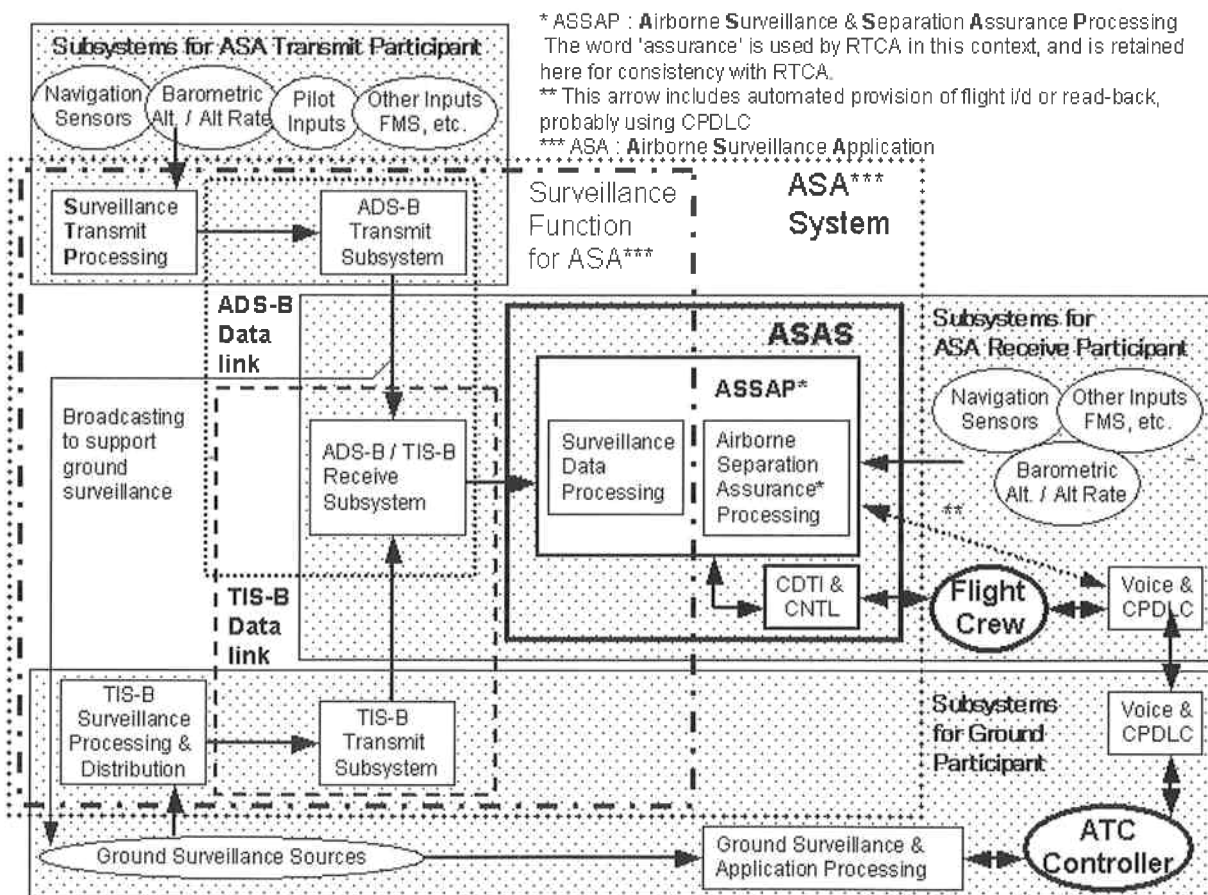 * ASSAP : Airborne Surveillance & Separation Assurance Processing
The word 'assurance' is used by RTCA in this context, and is retained
here for consistency with RTCA.
** This arrow includes automated provision of flight i/d or read-back,
probably using CPDLC
*** ASA : Airborne Surveillance Application
Subsystems for ASA Transmit Participant
Navigation
Sensors
Barometric
Alt. / Alt Rate
Pilot
Inputs
Other Inputs
FMS, etc.
Surveillance
Transmit
Processing
ADS-B
Transmit
Subsystem
Surveillance
Function
for ASA***
ASA***
System
ADS-B
Data
link
Broadcasting
to support
ground
surveillance
ADS-B / TIS-B
Receive
Subsystem
ASAS
ASSAP*
Surveillance
Data
Processing
Airborne
Separation
Assurance*
Processing
CDTI &
CNTL
Subsystems for
ASA Receive Participant
Navigation
Sensors
Other Inputs
FMS, etc.
Barometric
Alt. / Alt Rate
**
Flight
Crew
Voice &
CPDLC
TIS-B
Data
link
TIS-B
Surveillance
Processing &
Distribution
TIS-B
Transmit
Subsystem
Subsystems
for Ground
Participant
Voice &
CPDLC
Ground Surveillance Sources
Ground Surveillance &
Application Processing
ATC
Controller